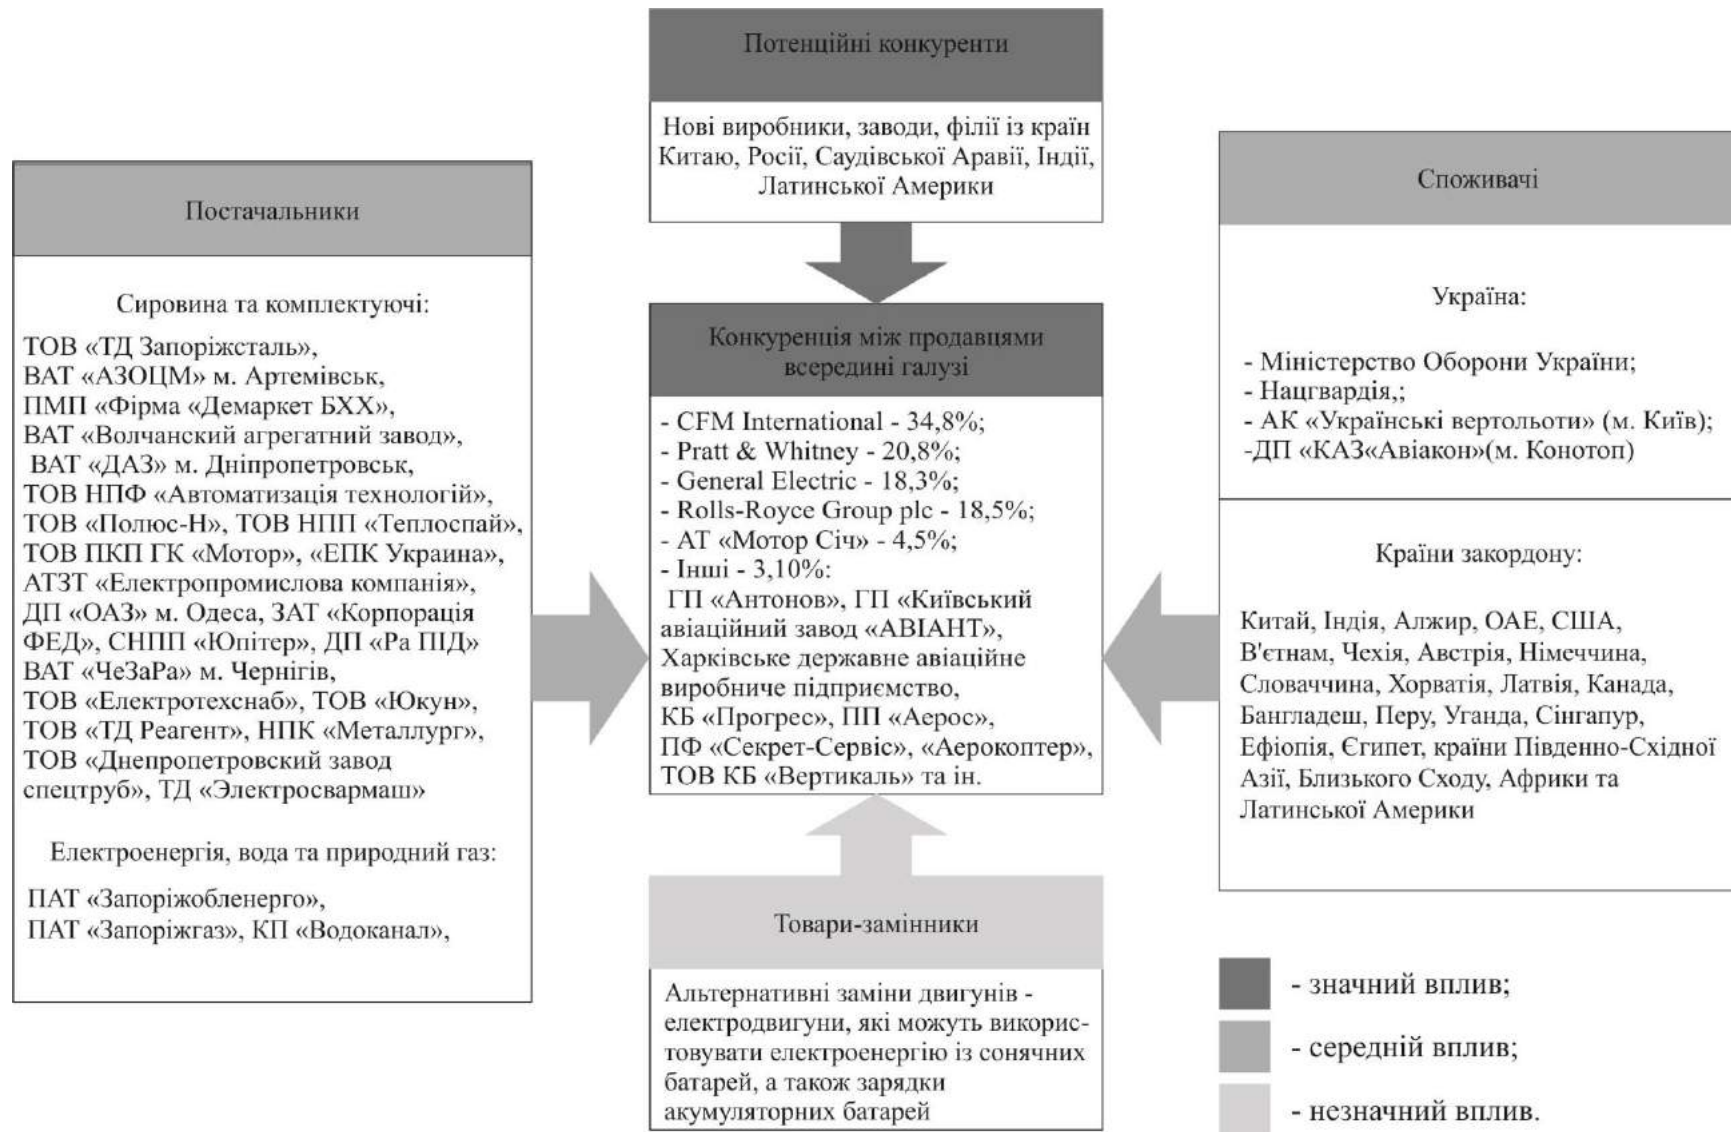 Потенційні конкуренти
Нові виробники, заводи, філії із країн
Китаю, Росії, Саудівської Аравії, Індії,
Латинської Америки
Постачальники
Сировина та комплектуючі:
ТОВ «ТД Запоріжсталь»,
ВАТ «АЗОЦМ» м. Артемівськ,
ПМП «Фірма «Демаркет БХХ»,
ВАТ «Волчанский агрегатний завод»,
ВАТ «ДАЗ» м. Дніпропетровськ,
ТОВ НПФ «Автоматизація технологій»,
ТОВ «Полюс-Н», ТОВ НПП «Теплоспай»,
ТОВ ПКП ГК «Мотор», «ЕПК Украина»,
АТЗТ «Електропромислова компанія»,
ДП «ОАЗ» м. Одеса, ЗАТ «Корпорація
ФЕД», СНПП «Юпітер», ДП «Ра ПІД»
ВАТ «ЧеЗаРа» м. Чернігів,
ТОВ «Електротехснаб», ТОВ «Юкун»,
ТОВ «ТД Реагент», НПК «Металлург»,
ТОВ «Днепропетровский завод
спецтруб», ТД «Электросвармаш»
Електроенергія, вода та природний газ:
ПАТ «Запоріжобленерго»,
ПАТ «Запоріжгаз», КП «Водоканал»,
Конкуренція між продавцями
всередині галузі
- CFM International - 34,8%;
- Pratt & Whitney - 20,8%;
- General Electric - 18,3%;
- Rolls-Royce Group plc - 18,5%;
- АТ «Мотор Січ» - 4,5%;
- Інші - 3,10%:
ГП «Антонов», ГП «Київський
авіаційний завод «АВІАНТ»,
Харківське державне авіаційне
виробниче підприємство,
КБ «Прогрес», ПП «Аерос»,
ПФ «Секрет-Сервіс», «Аерокоптер»,
ТОВ КБ «Вертикаль» та ін.
Товари-замінники
Альтернативні заміни двигунів -
електродвигуни, які можуть викорис-
товувати електроенергію із сонячних
батарей, а також зарядки
акумуляторних батарей
Споживачі
Україна:
- Міністерство Оборони України;
- Нацгвардія,;
- АК «Українські вертольоти» (м. Київ);
-ДП «КАЗ«Авіакон»(м. Конотоп)
Країни закордону:
Китай, Індія, Алжир, ОАЕ, США,
В'єтнам, Чехія, Австрія, Німеччина,
Словаччина, Хорватія, Латвія, Канада,
Бангладеш, Перу, Уганда, Сінгапур,
Ефіопія, Єгипет, країни Південно-Східної
Азії, Близького Сходу, Африки та
Латинської Америки
- значний вплив;
- середній вплив;
- незначний вплив.